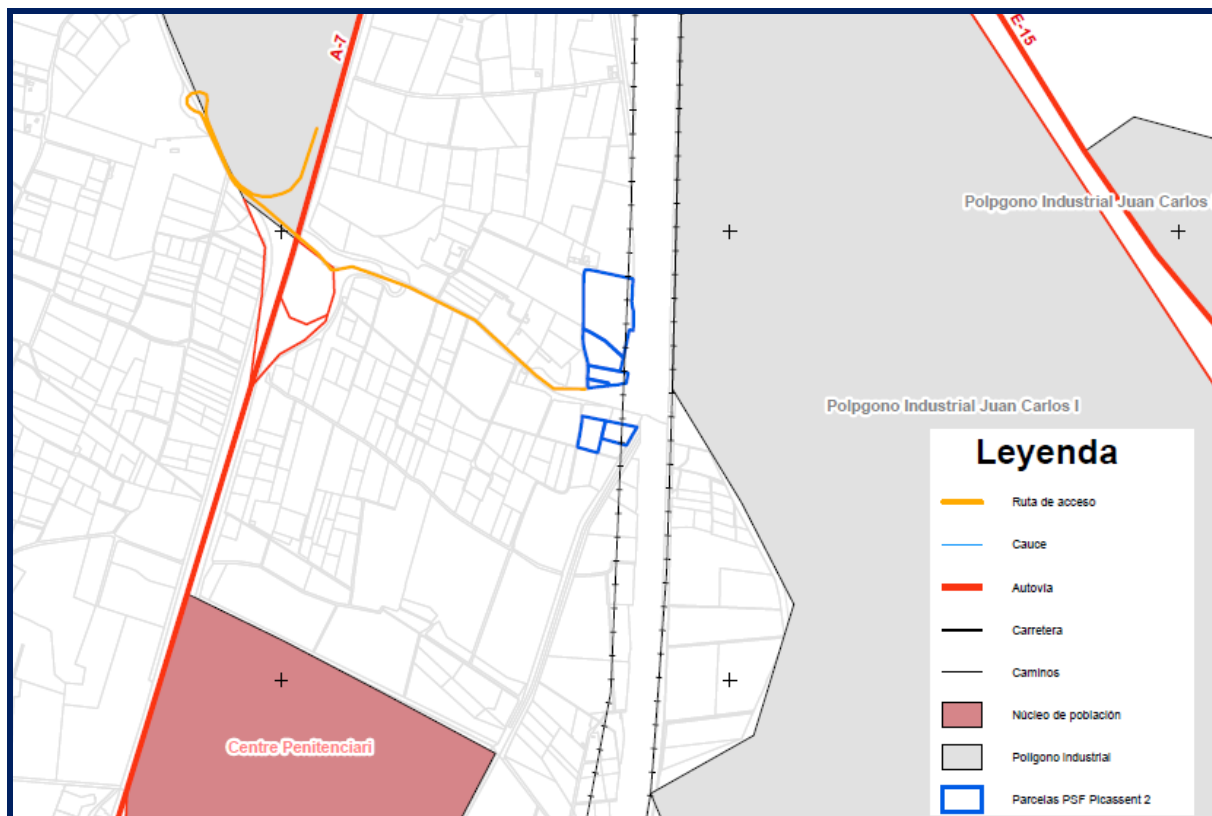 A-7
E-15
Polpgono Industrial Juan Carlos
Polpgono Industrial Juan Carlos I
Leyenda
Ruta de acceso
Cauce
Autovía
Carretera
Caminos
Núcleo de población
Polígono Industrial
Parcelas PSF Picassent 2
Centre Penitenciari